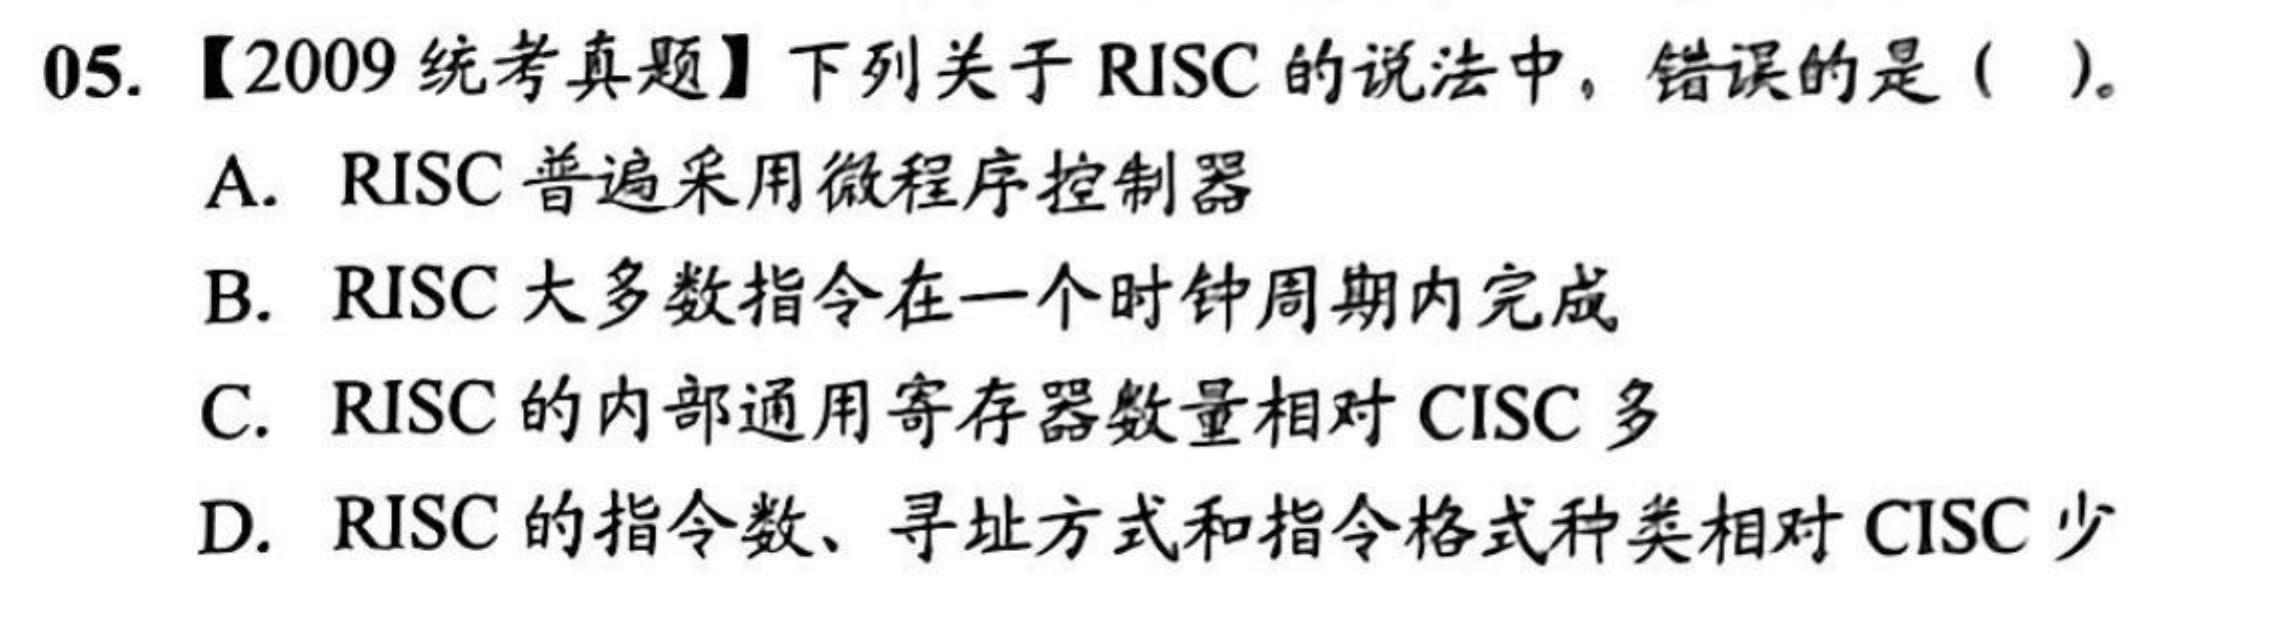 05. 【2009 统考真题】下列关于 RISC 的说法中，错误的是（ ）。
A. RISC 普遍采用微程序控制器
B. RISC 大多数指令在一个时钟周期内完成
C. RISC 的内部通用寄存器数量相对 CISC 多
D. RISC 的指令数、寻址方式和指令格式种类相对 CISC 少